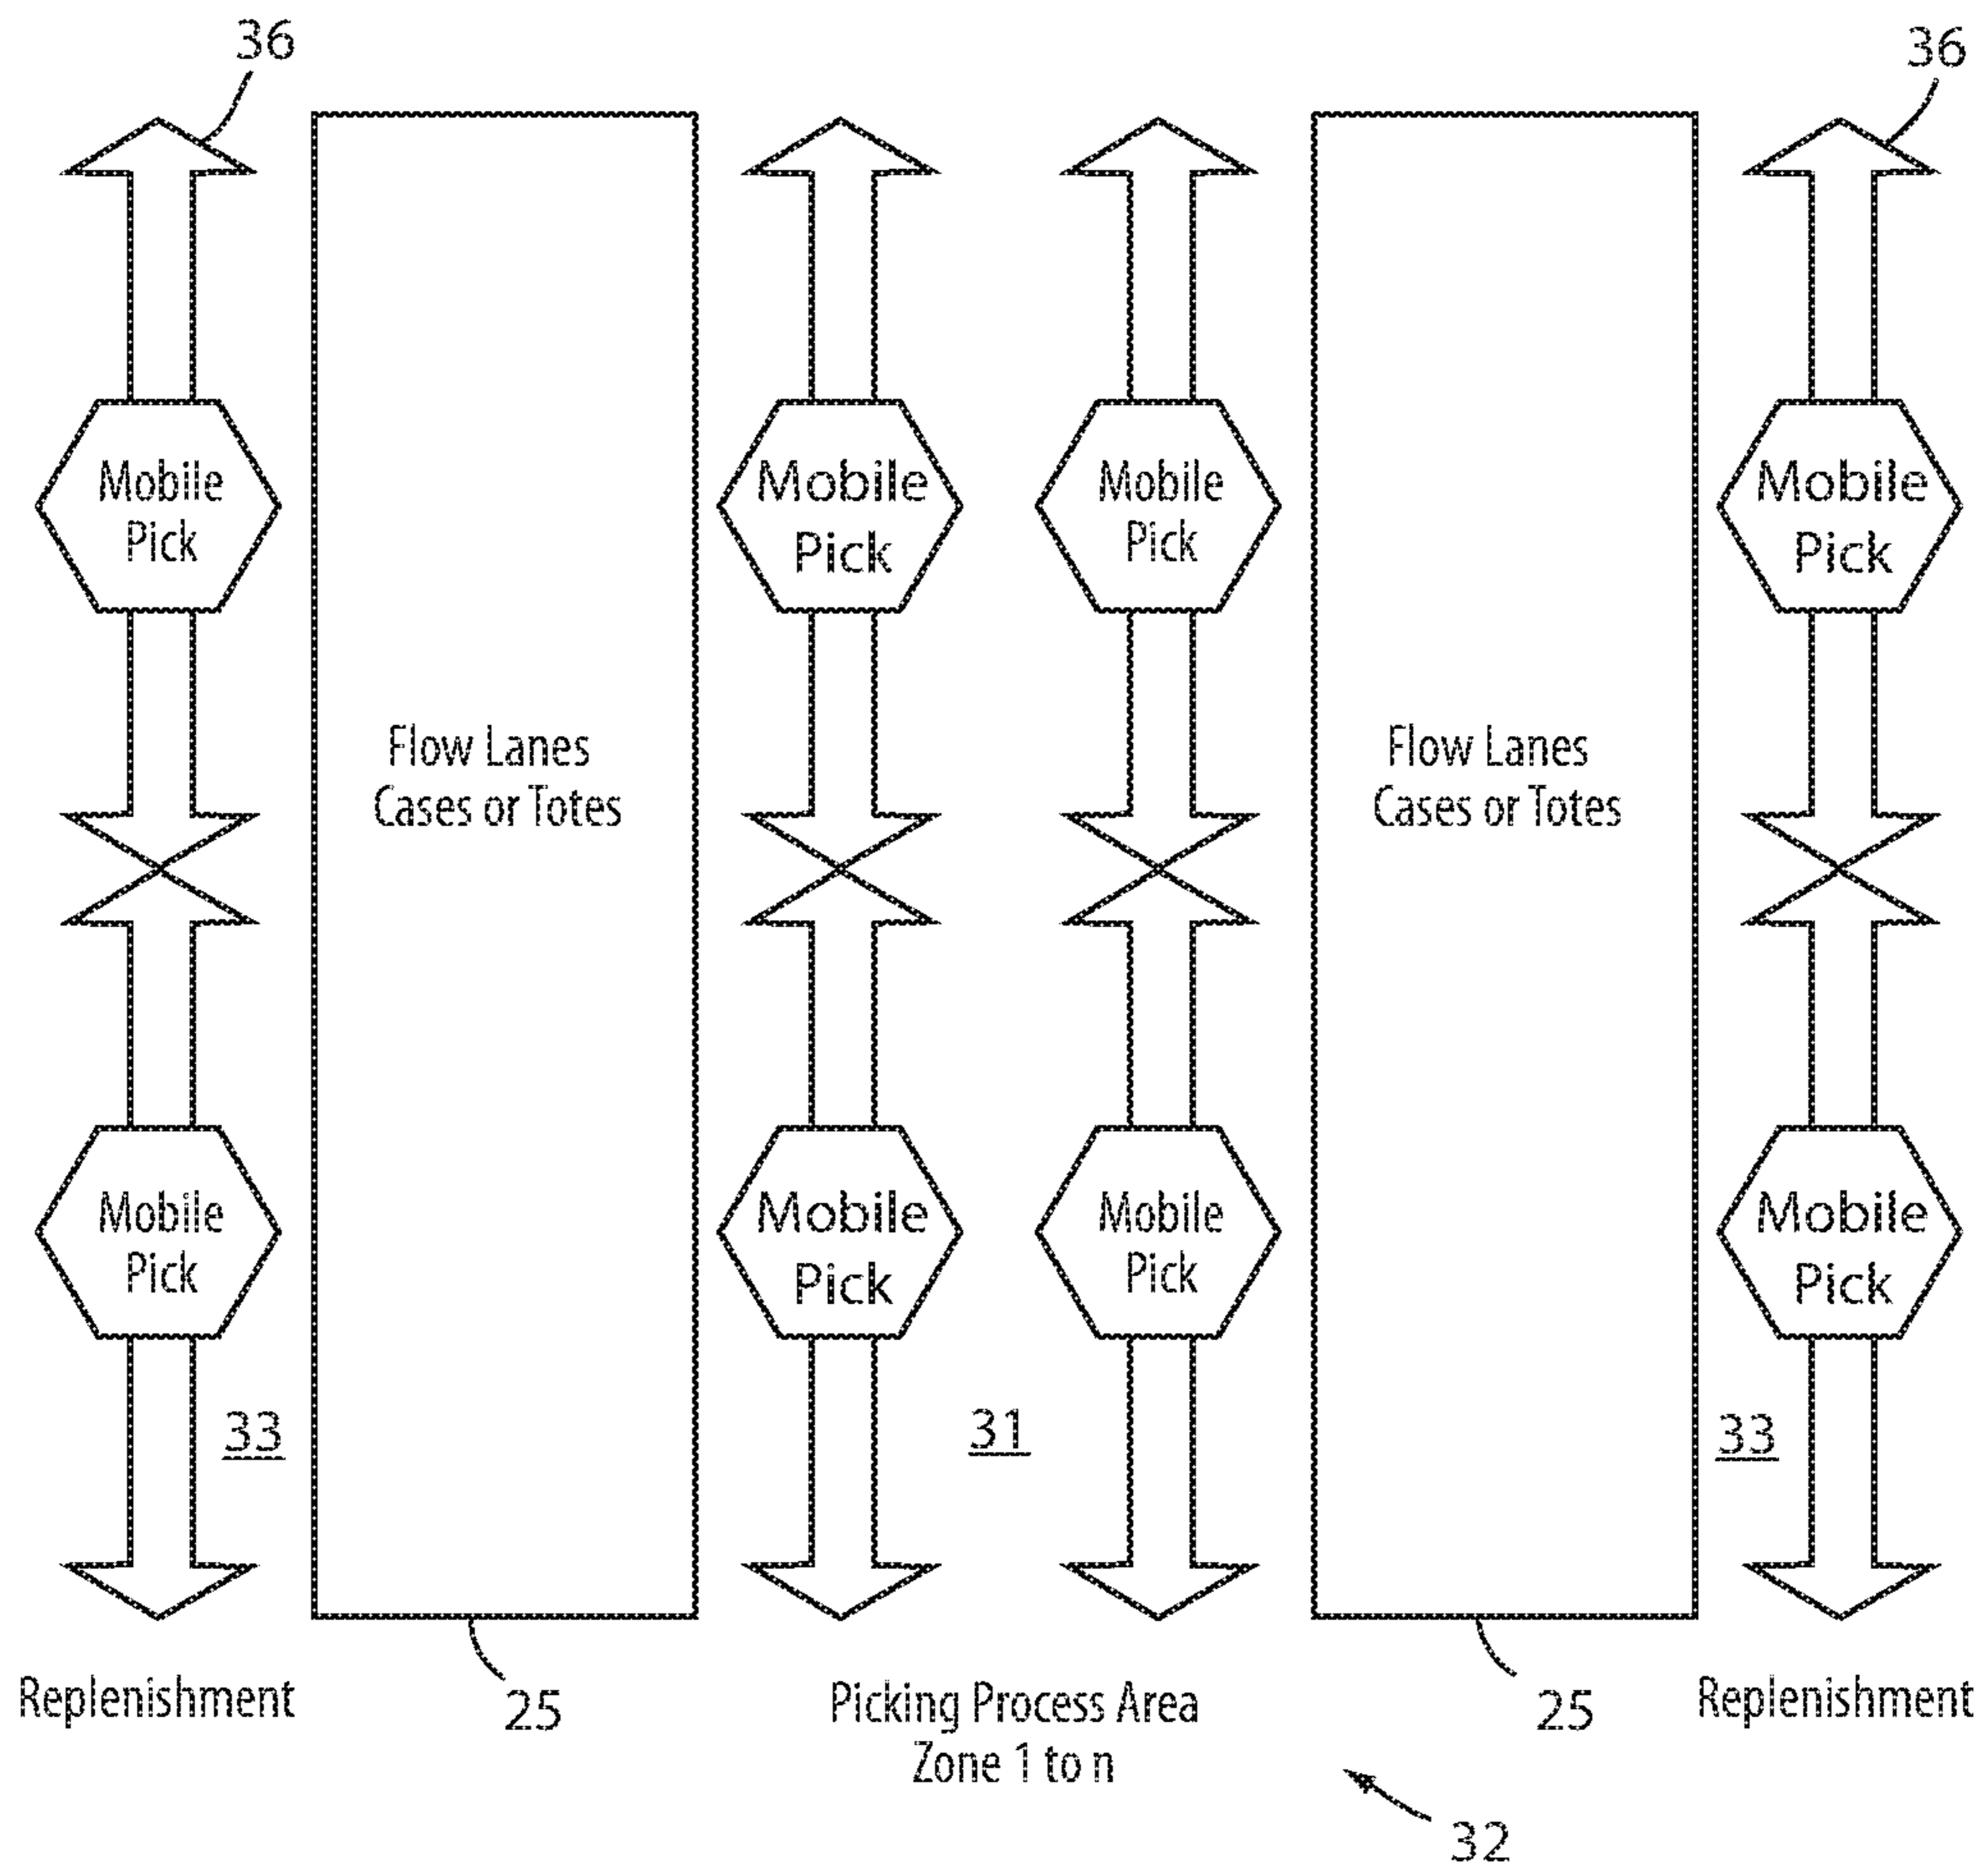 36
36
Mobile
Pick
Mobile
Pick
Mobile
Pick
Mobile
Pick
Flow Lanes
Cases or Totes
Flow Lanes
Cases or Totes
Mobile
Pick
Mobile
Pick
Mobile
Pick
Mobile
Pick
33
31
33
Replenishment
25
Picking Process Area
Zone 1 to n
25
Replenishment
32